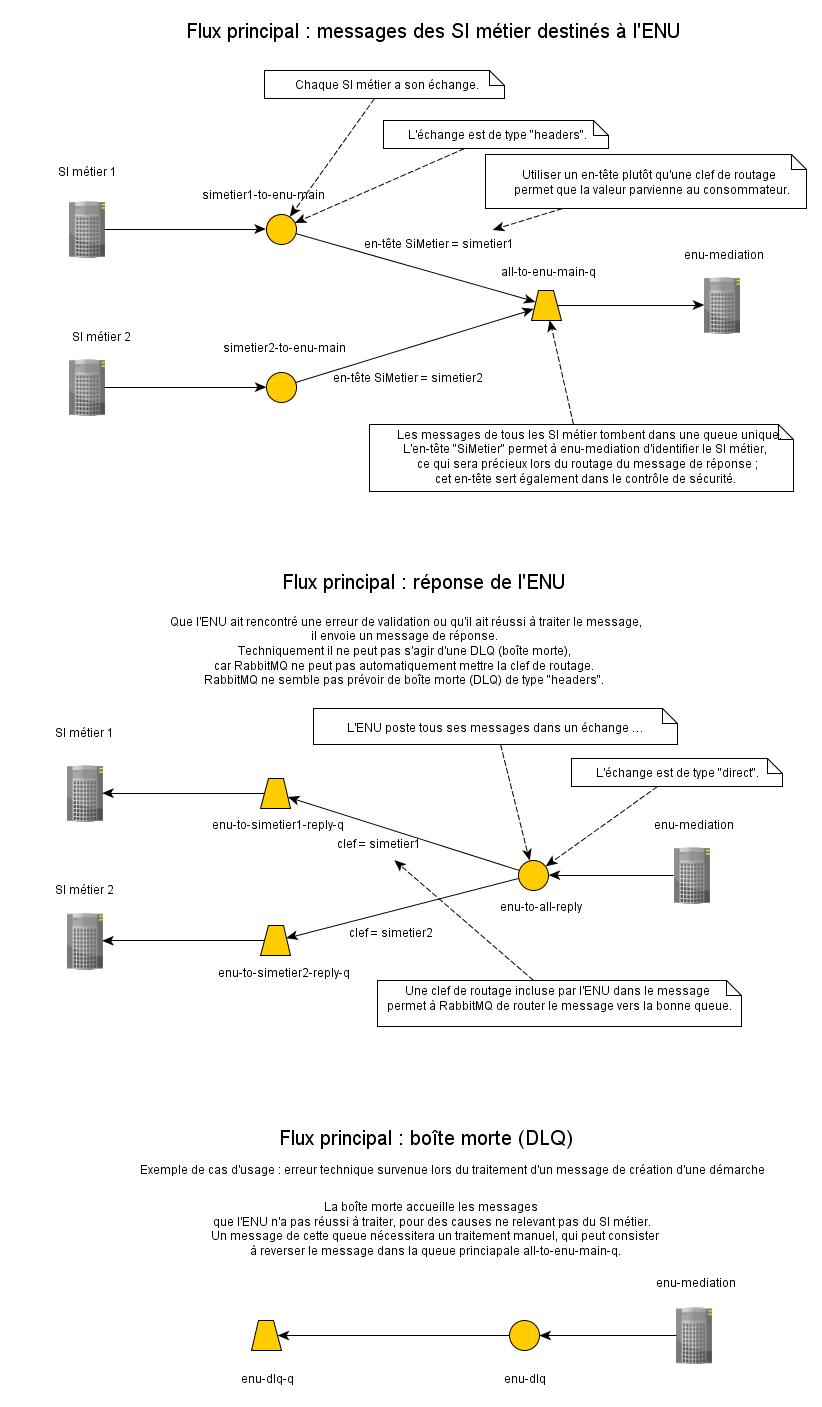 Flux principal : messages des SI métier destinés à l'ENU
Chaque SI métier a son échange.
L'échange est de type "headers".
Utiliser un en-tête plutôt qu'une clef de routage
permet que la valeur parvienne au consommateur.
SI métier 1
simetier1-to-enu-main
en-tête SiMetier = simetier1
enu-mediation
all-to-enu-main-q
SI métier 2
simetier2-to-enu-main
en-tête SiMetier = simetier2
Les messages de tous les SI métier tombent dans une queue unique.
L'en-tête "SiMetier" permet à enu-mediation d'identifier le SI métier,
ce qui sera précieux lors du routage du message de réponse ;
cet en-tête sert également dans le contrôle de sécurité.
Flux principal : réponse de l'ENU
Que l'ENU ait rencontré une erreur de validation ou qu'il ait réussi à traiter le message,
il envoie un message de réponse.
Techniquement il ne peut pas s'agir d'une DLQ (boîte morte),
car RabbitMQ ne peut pas automatiquement mettre la clef de routage.
RabbitMQ ne semble pas prévoir de boîte morte (DLQ) de type "headers".
L'ENU poste tous ses messages dans un échange ...
SI métier 1
L'échange est de type "direct".
enu-to-simetier1-reply-q
enu-mediation
clef = simetier1
SI métier 2
enu-to-all-reply
clef = simetier2
enu-to-simetier2-reply-q
Une clef de routage incluse par l'ENU dans le message
permet à RabbitMQ de router le message vers la bonne queue.
Flux principal : boîte morte (DLQ)
Exemple de cas d'usage : erreur technique survenue lors du traitement d'un message de création d'une démarche
La boîte morte accueille les messages
que l'ENU n'a pas réussi à traiter, pour des causes ne relevant pas du SI métier.
Un message de cette queue nécessitera un traitement manuel, qui peut consister
à reverser le message dans la queue princiapale all-to-enu-main-q.
enu-mediation
enu-dlq-q
enu-dlq